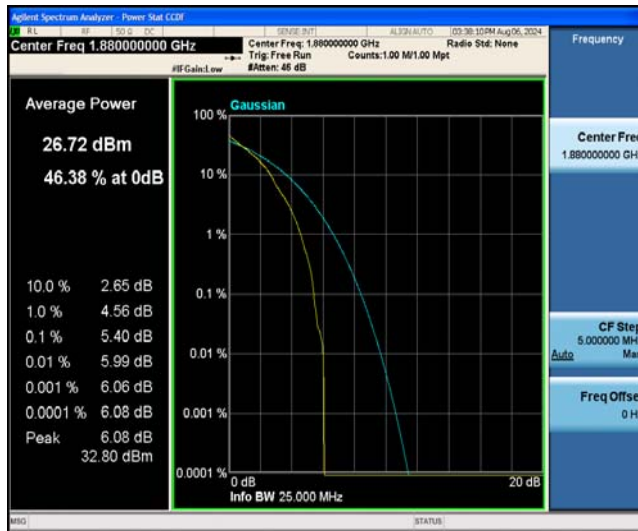 Agilent Spectrum Analyzer - Power Stat CCDF
RL RF 50 Ω DC SENSE:INT ALIGN AUTO 03:38:10 PM Aug 06, 2024
Center Freq 1.880000000 GHz
Center Freq: 1.880000000 GHz Radio Std: None
Trig: Free Run Counts:1.00 M/1.00 Mpt
#IFGain:Low #Atten: 46 dB
Frequency
Average Power
26.72 dBm
46.38 % at 0dB
10.0 % 2.65 dB
1.0 % 4.56 dB
0.1 % 5.40 dB
0.01 % 5.99 dB
0.001 % 6.06 dB
0.0001 % 6.08 dB
Peak 6.08 dB
32.80 dBm
Gaussian
100 %
10 %
1 %
0.1 %
0.01 %
0.001 %
0.0001 %
0 dB 20 dB
Info BW 25.000 MHz
Center Fre
1.880000000 GH
CF Step
5.000000 MH
Auto Ma
Freq Offse
0 H
MSG STATUS